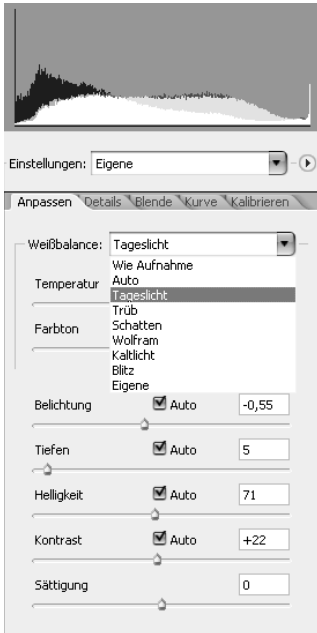 Einstellungen: Eigene
Anpassen Details Blende Kurve Kalibrieren
Weißbalance: Tageslicht
Wie Aufnahme
Temperatur Auto
Tageslicht
Trüb
Farbton Schatten
Wolfram
Kaltlicht
Blitz
Eigene
Belichtung Auto -0,55
Tiefen Auto 5
Helligkeit Auto 71
Kontrast Auto +22
Sättigung 0